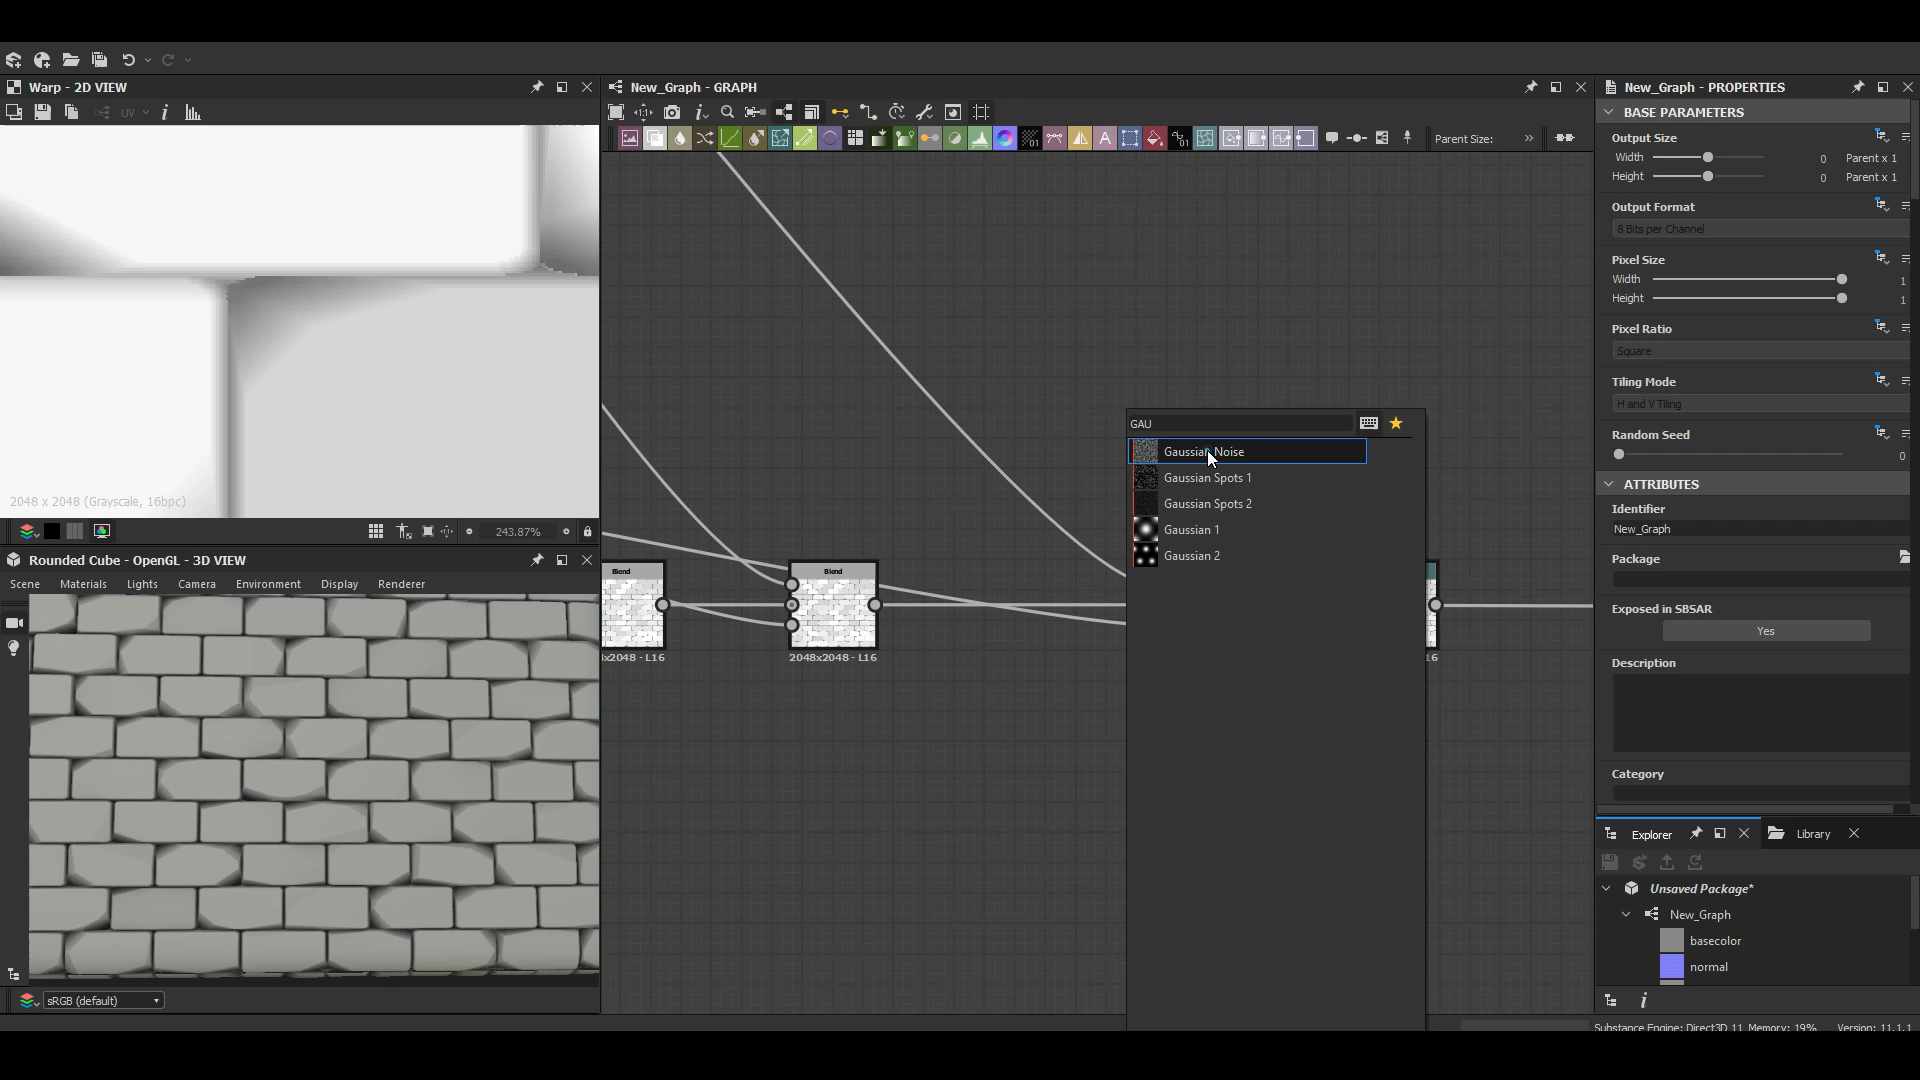 Warp - 2D VIEW
New_Graph - GRAPH
New_Graph - PROPERTIES
UV
Parent Size:
BASE PARAMETERS
Output Size
Width 0 Parent x 1
Height 0 Parent x 1
Output Format
8 Bits per Channel
Pixel Size
Width 1
Height 1
Pixel Ratio
Square
Tiling Mode
H and V Tiling
Random Seed
0
ATTRIBUTES
Identifier
New_Graph
Package
Exposed in SBSAR
Yes
Description
Category
GAU
Gaussian Noise
Gaussian Spots 1
Gaussian Spots 2
Gaussian 1
Gaussian 2
2048 x 2048 (Grayscale, 16bpc)
243.87%
Rounded Cube - OpenGL - 3D VIEW
Scene Materials Lights Camera Environment Display Renderer
Blend
Blend
x2048 - L16
2048x2048 - L16
16
sRGB (default)
Explorer
Library
Unsaved Package*
New_Graph
basecolor
normal
Substance Engine: Direct3D 11 Memory: 19% Version: 11.1.1